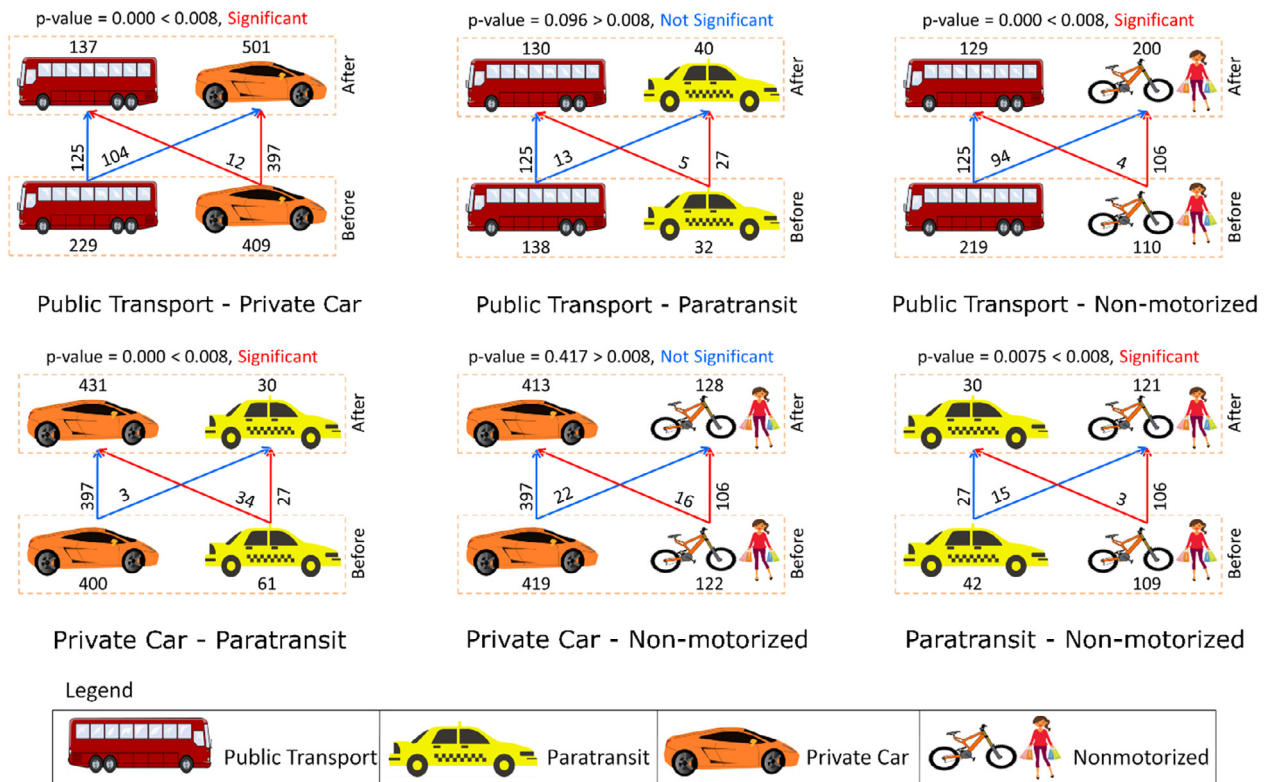 p-value = 0.000 < 0.008, Significant
137 501
After
125 104 12 397
Before
229 409
Public Transport - Private Car
p-value = 0.096 > 0.008, Not Significant
130 40
After
125 13 5 27
Before
138 32
Public Transport - Paratransit
p-value = 0.000 < 0.008, Significant
129 200
After
125 94 4 106
Before
219 110
Public Transport - Non-motorized
p-value = 0.000 < 0.008, Significant
431 30
After
397 3 34 27
Before
400 61
Private Car - Paratransit
p-value = 0.417 > 0.008, Not Significant
413 128
After
397 22 16 106
Before
419 122
Private Car - Non-motorized
p-value = 0.0075 < 0.008, Significant
30 121
After
27 15 3 106
Before
42 109
Paratransit - Non-motorized
Legend
Public Transport Paratransit Private Car Nonmotorized